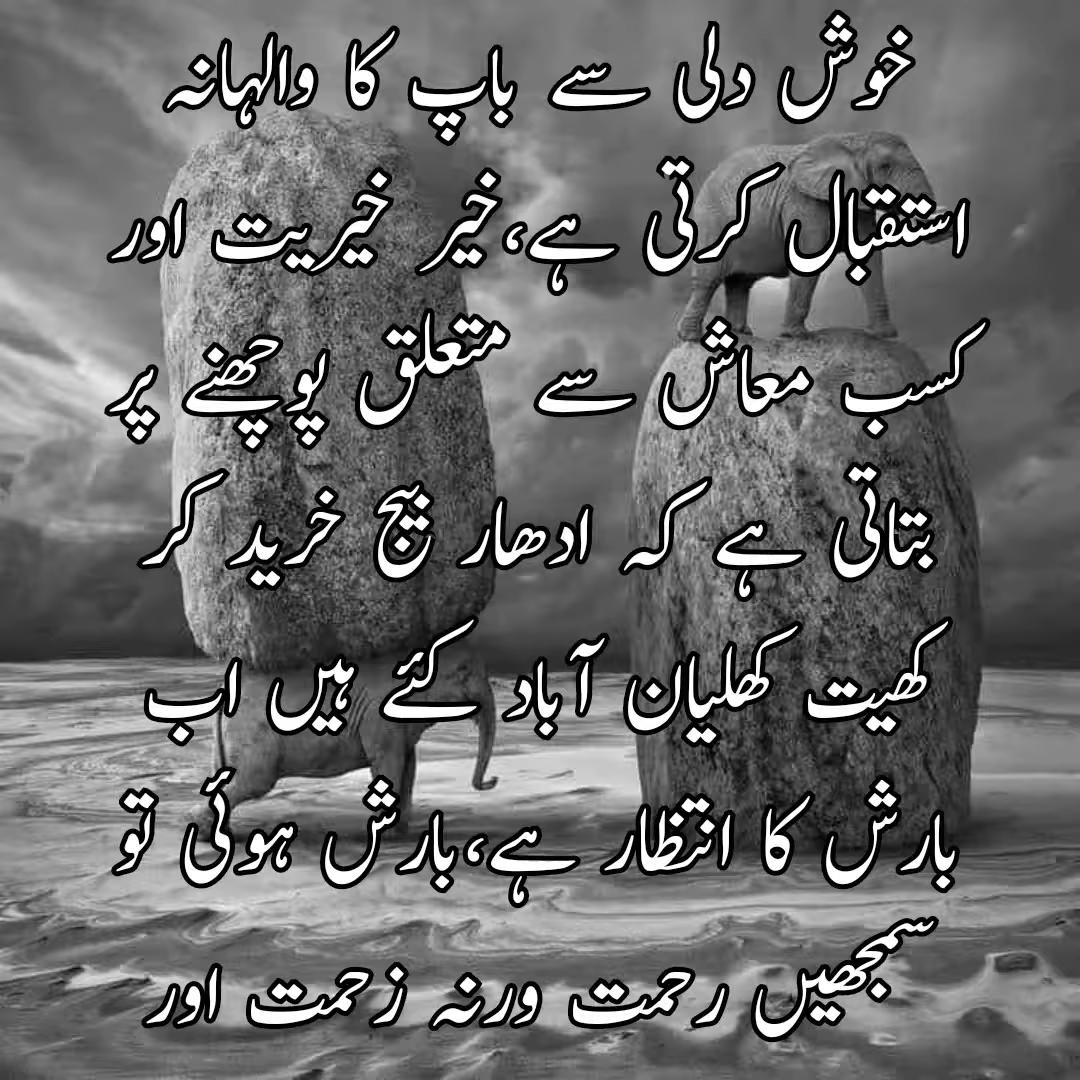 خوش دلی سے باپ کا والہانہ
استقبال کرتی ہے،خیر خیریت اور
کسب معاش سے متعلق پوچھنے پر
بتاتی ہے کہ ادھار بیج خرید کر
کھیت کھلیان آباد کئے ہیں اب
بارش کا انتظار ہے،بارش ہوئی تو
سمجھیں رحمت ورنہ زحمت اور